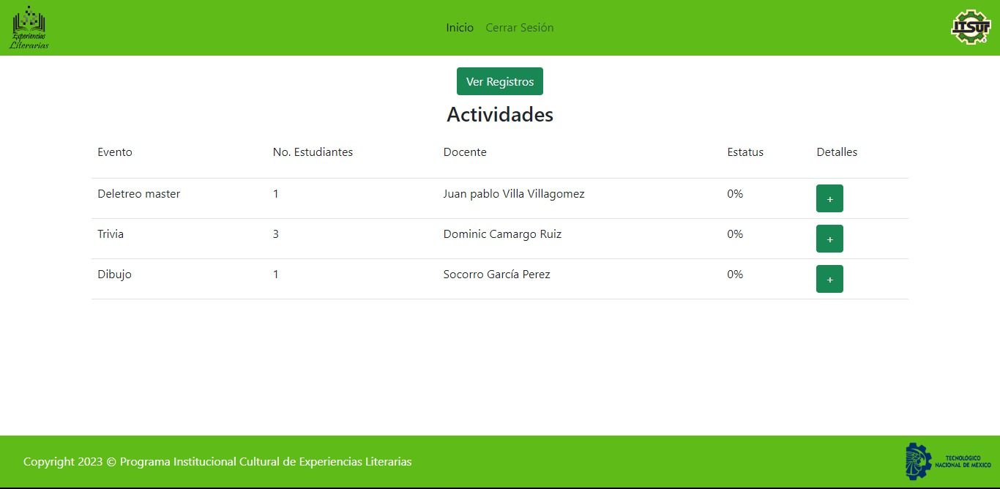 Experiencias
Literarias
Inicio Cerrar Sesión
ITSUR
Ver Registros
Actividades
Evento No. Estudiantes Docente Estatus Detalles
Deletreo master 1 Juan pablo Villa Villagomez 0% +
Trivia 3 Dominic Camargo Ruiz 0% +
Dibujo 1 Socorro García Perez 0% +
Copyright 2023 © Programa Institucional Cultural de Experiencias Literarias
TECNOLÓGICO
NACIONAL DE MÉXICO